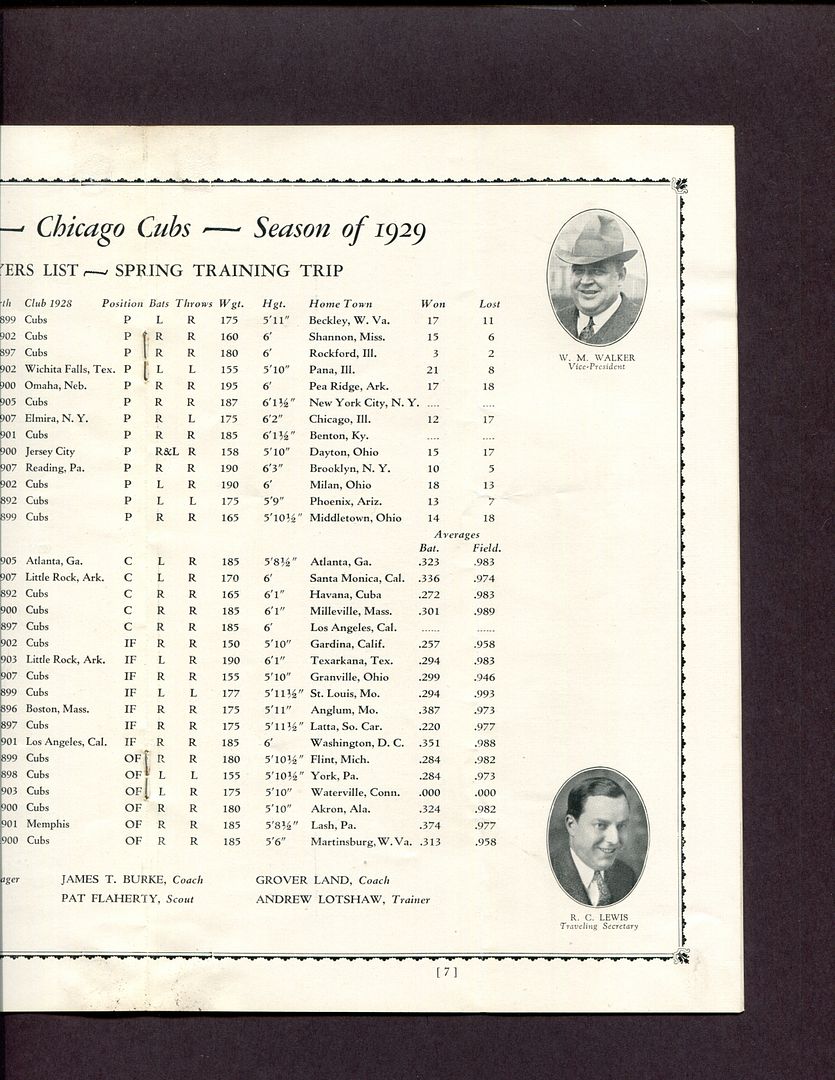 Chicago Cubs — Season of 1929
YERS LIST — SPRING TRAINING TRIP
rth Club 1928 Position Bats Throws Wgt. Hgt. Home Town Won Lost
899 Cubs P L R 175 5'11" Beckley, W. Va. 17 11
902 Cubs P R R 160 6' Shannon, Miss. 15 6
897 Cubs P R R 180 6' Rockford, Ill. 3 2
902 Wichita Falls, Tex. P L L 155 5'10" Pana, Ill. 21 8
900 Omaha, Neb. P R R 195 6' Pea Ridge, Ark. 17 18
905 Cubs P R R 187 6'1½" New York City, N. Y. .... ....
907 Elmira, N. Y. P R L 175 6'2" Chicago, Ill. 12 17
901 Cubs P R R 185 6'1½" Benton, Ky. .... ....
900 Jersey City P R&L R 158 5'10" Dayton, Ohio 15 17
907 Reading, Pa. P R R 190 6'3" Brooklyn, N. Y. 10 5
902 Cubs P L R 190 6' Milan, Ohio 18 13
892 Cubs P L L 175 5'9" Phoenix, Ariz. 13 7
899 Cubs P R R 165 5'10½" Middletown, Ohio 14 18
Averages
Bat. Field.
905 Atlanta, Ga. C L R 185 5'8½" Atlanta, Ga. .323 .983
907 Little Rock, Ark. C L R 170 6' Santa Monica, Cal. .336 .974
892 Cubs C R R 165 6'1" Havana, Cuba .272 .983
900 Cubs C R R 185 6'1" Milleville, Mass. .301 .989
897 Cubs C R R 185 6' Los Angeles, Cal. ...... ......
902 Cubs IF R R 150 5'10" Gardina, Calif. .257 .958
903 Little Rock, Ark. IF L R 190 6'1" Texarkana, Tex. .294 .983
907 Cubs IF R R 155 5'10" Granville, Ohio .299 .946
899 Cubs IF L L 177 5'11½" St. Louis, Mo. .294 .993
896 Boston, Mass. IF R R 175 5'11" Anglum, Mo. .387 .973
897 Cubs IF R R 175 5'11½" Latta, So. Car. .220 .977
901 Los Angeles, Cal. IF R R 185 6' Washington, D. C. .351 .988
899 Cubs OF R R 180 5'10½" Flint, Mich. .284 .982
898 Cubs OF L L 155 5'10½" York, Pa. .284 .973
903 Cubs OF L R 175 5'10" Waterville, Conn. .000 .000
900 Cubs OF R R 180 5'10" Akron, Ala. .324 .982
901 Memphis OF R R 185 5'8½" Lash, Pa. .374 .977
900 Cubs OF R R 185 5'6" Martinsburg, W. Va. .313 .958
ager JAMES T. BURKE, Coach GROVER LAND, Coach
PAT FLAHERTY, Scout ANDREW LOTSHAW, Trainer
W. M. WALKER
Vice-President
R. C. LEWIS
Traveling Secretary
[ 7 ]